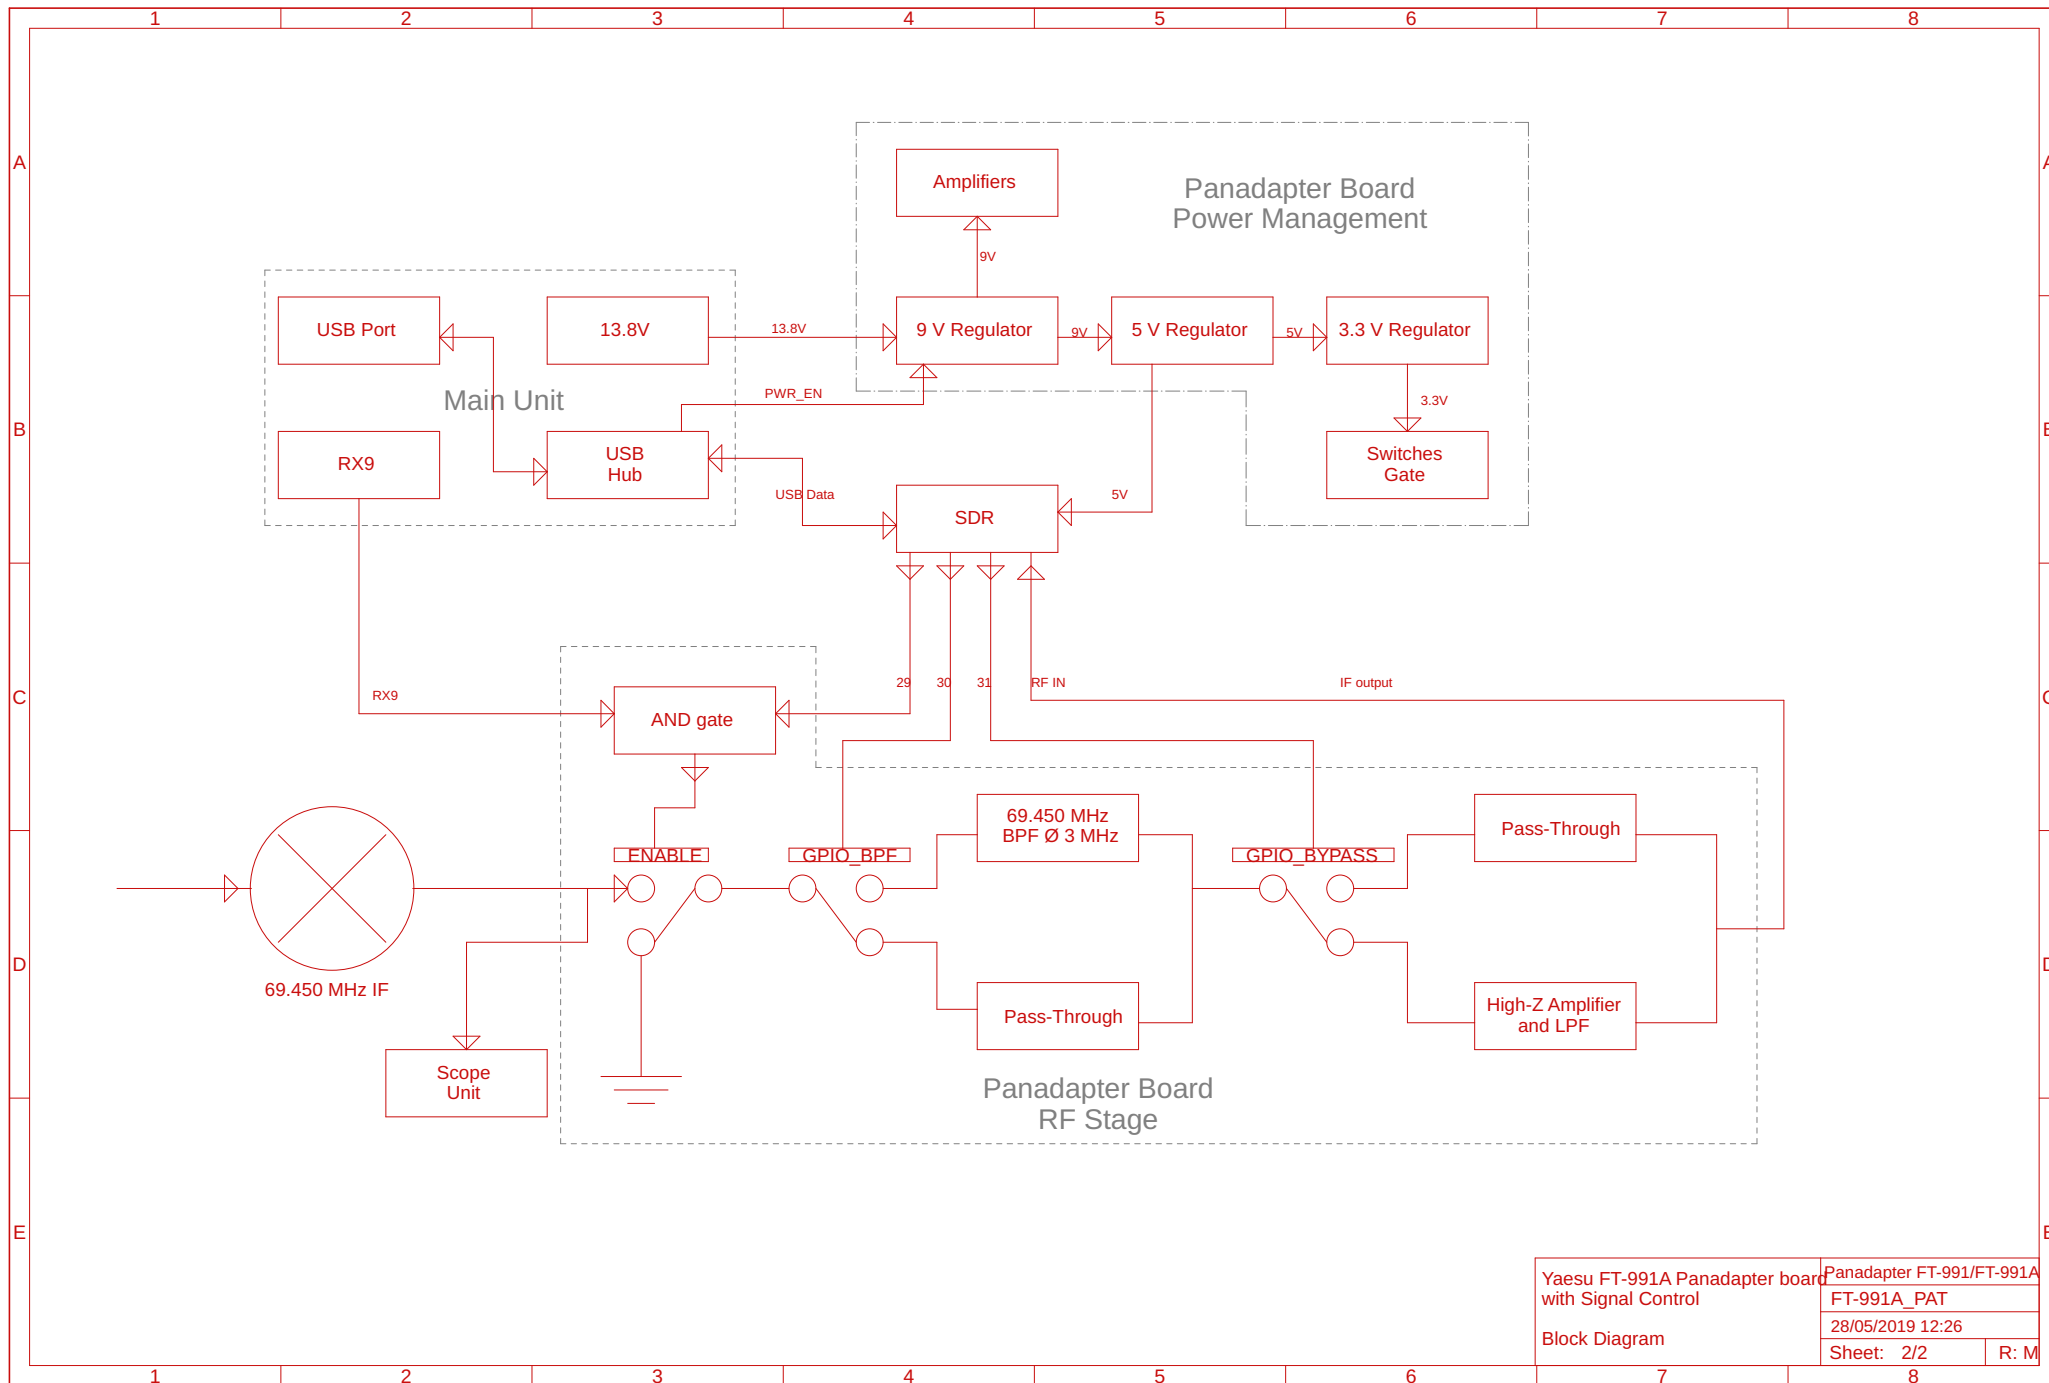 1 2 3 4 5 6 7 8
A
Amplifiers
Panadapter Board
Power Management
9V
USB Port
13.8V
13.8V
9 V Regulator
9V
5 V Regulator
5V
3.3 V Regulator
Main Unit
PWR_EN
3.3V
B
RX9
USB
Hub
Switches
Gate
USB Data
5V
SDR
C
RX9
29
30
31
RF IN
IF output
AND gate
69.450 MHz
BPF Ø 3 MHz
Pass-Through
ENABLE
GPIO_BPF
GPIO_BYPASS
D
69.450 MHz IF
Pass-Through
High-Z Amplifier
and LPF
Scope
Unit
Panadapter Board
RF Stage
E
Yaesu FT-991A Panadapter board
with Signal Control
Block Diagram
Panadapter FT-991/FT-991A
FT-991A_PAT
28/05/2019 12:26
Sheet: 2/2
R: M
1 2 3 4 5 6 7 8